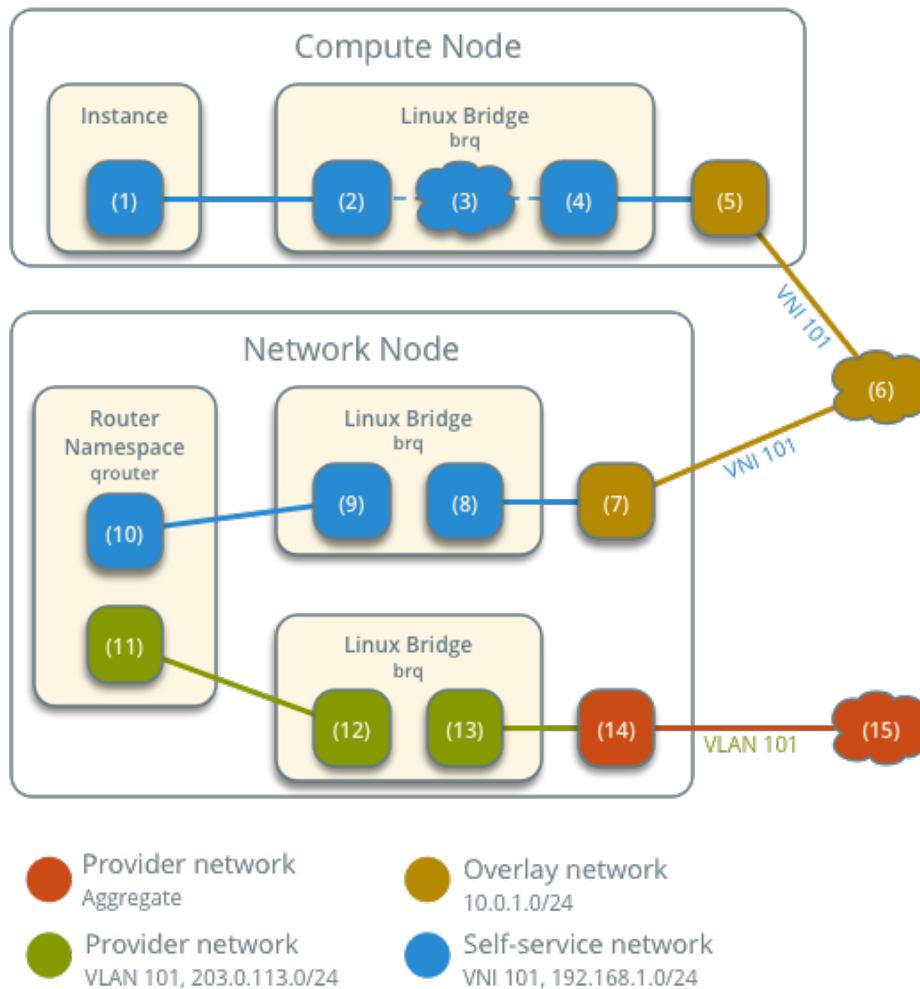 Compute Node
Instance
Linux Bridge
brq
(1)
(2)
(3)
(4)
(5)
VNI 101
(6)
Network Node
Router
Namespace
qrouter
Linux Bridge
brq
VNI 101
(10)
(9)
(8)
(7)
(11)
Linux Bridge
brq
(12)
(13)
(14)
VLAN 101
(15)
Provider network
Aggregate
Overlay network
10.0.1.0/24
Provider network
VLAN 101, 203.0.113.0/24
Self-service network
VNI 101, 192.168.1.0/24